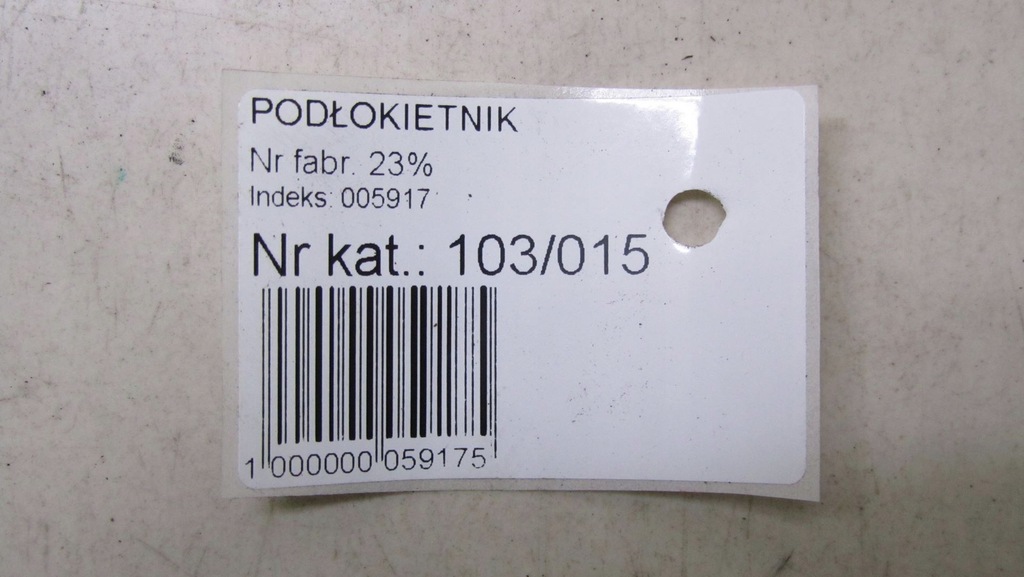 PODŁOKIETNIK
Nr fabr. 23%
Indeks: 005917
Nr kat.: 103/015
1 000000 059175